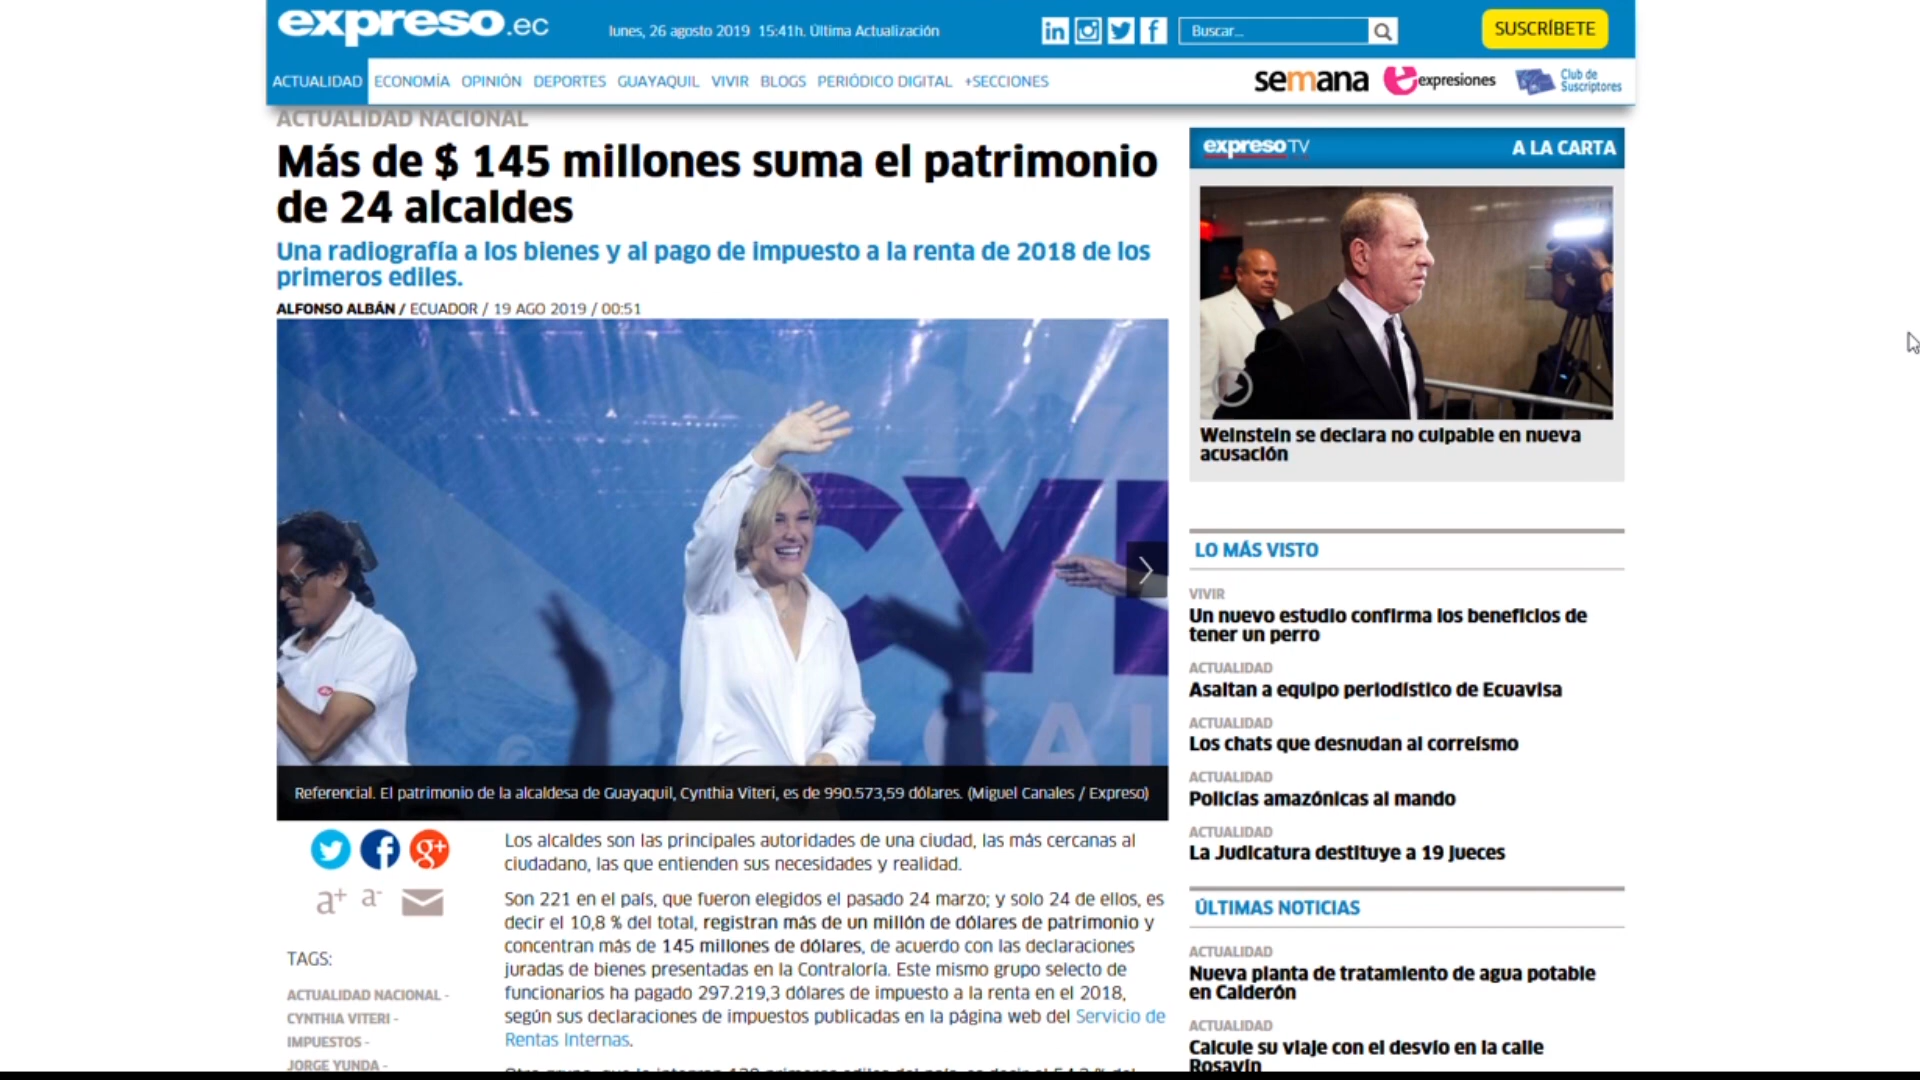 expreso.ec
lunes, 26 agosto 2019 15:41h. Última Actualización
in
f
Buscar...
SUSCRÍBETE
ACTUALIDAD ECONOMÍA OPINIÓN DEPORTES GUAYAQUIL VIVIR BLOGS PERIÓDICO DIGITAL +SECCIONES
semana
e expresiones
Club de
Suscriptores
ACTUALIDAD NACIONAL
Más de $ 145 millones suma el patrimonio
de 24 alcaldes
Una radiografía a los bienes y al pago de impuesto a la renta de 2018 de los
primeros ediles.
ALFONSO ALBÁN / ECUADOR / 19 AGO 2019 / 00:51
CY
Referencial. El patrimonio de la alcaldesa de Guayaquil, Cynthia Viteri, es de 990.573,59 dólares. (Miguel Canales / Expreso)
f
g+
a+ a-
TAGS:
ACTUALIDAD NACIONAL -
CYNTHIA VITERI -
IMPUESTOS -
JORGE YUNDA -
Los alcaldes son las principales autoridades de una ciudad, las más cercanas al
ciudadano, las que entienden sus necesidades y realidad.
Son 221 en el país, que fueron elegidos el pasado 24 marzo; y solo 24 de ellos, es
decir el 10,8 % del total, registran más de un millón de dólares de patrimonio y
concentran más de 145 millones de dólares, de acuerdo con las declaraciones
juradas de bienes presentadas en la Contraloría. Este mismo grupo selecto de
funcionarios ha pagado 297.219,3 dólares de impuesto a la renta en el 2018,
según sus declaraciones de impuestos publicadas en la página web del Servicio de
Rentas Internas.
expreso TV
A LA CARTA
Weinstein se declara no culpable en nueva
acusación
LO MÁS VISTO
VIVIR
Un nuevo estudio confirma los beneficios de
tener un perro
ACTUALIDAD
Asaltan a equipo periodístico de Ecuavisa
ACTUALIDAD
Los chats que desnudan al correísmo
ACTUALIDAD
Policías amazónicas al mando
ACTUALIDAD
La Judicatura destituye a 19 jueces
ÚLTIMAS NOTICIAS
ACTUALIDAD
Nueva planta de tratamiento de agua potable
en Calderón
ACTUALIDAD
Calcule su viaje con el desvío en la calle
Rosavín